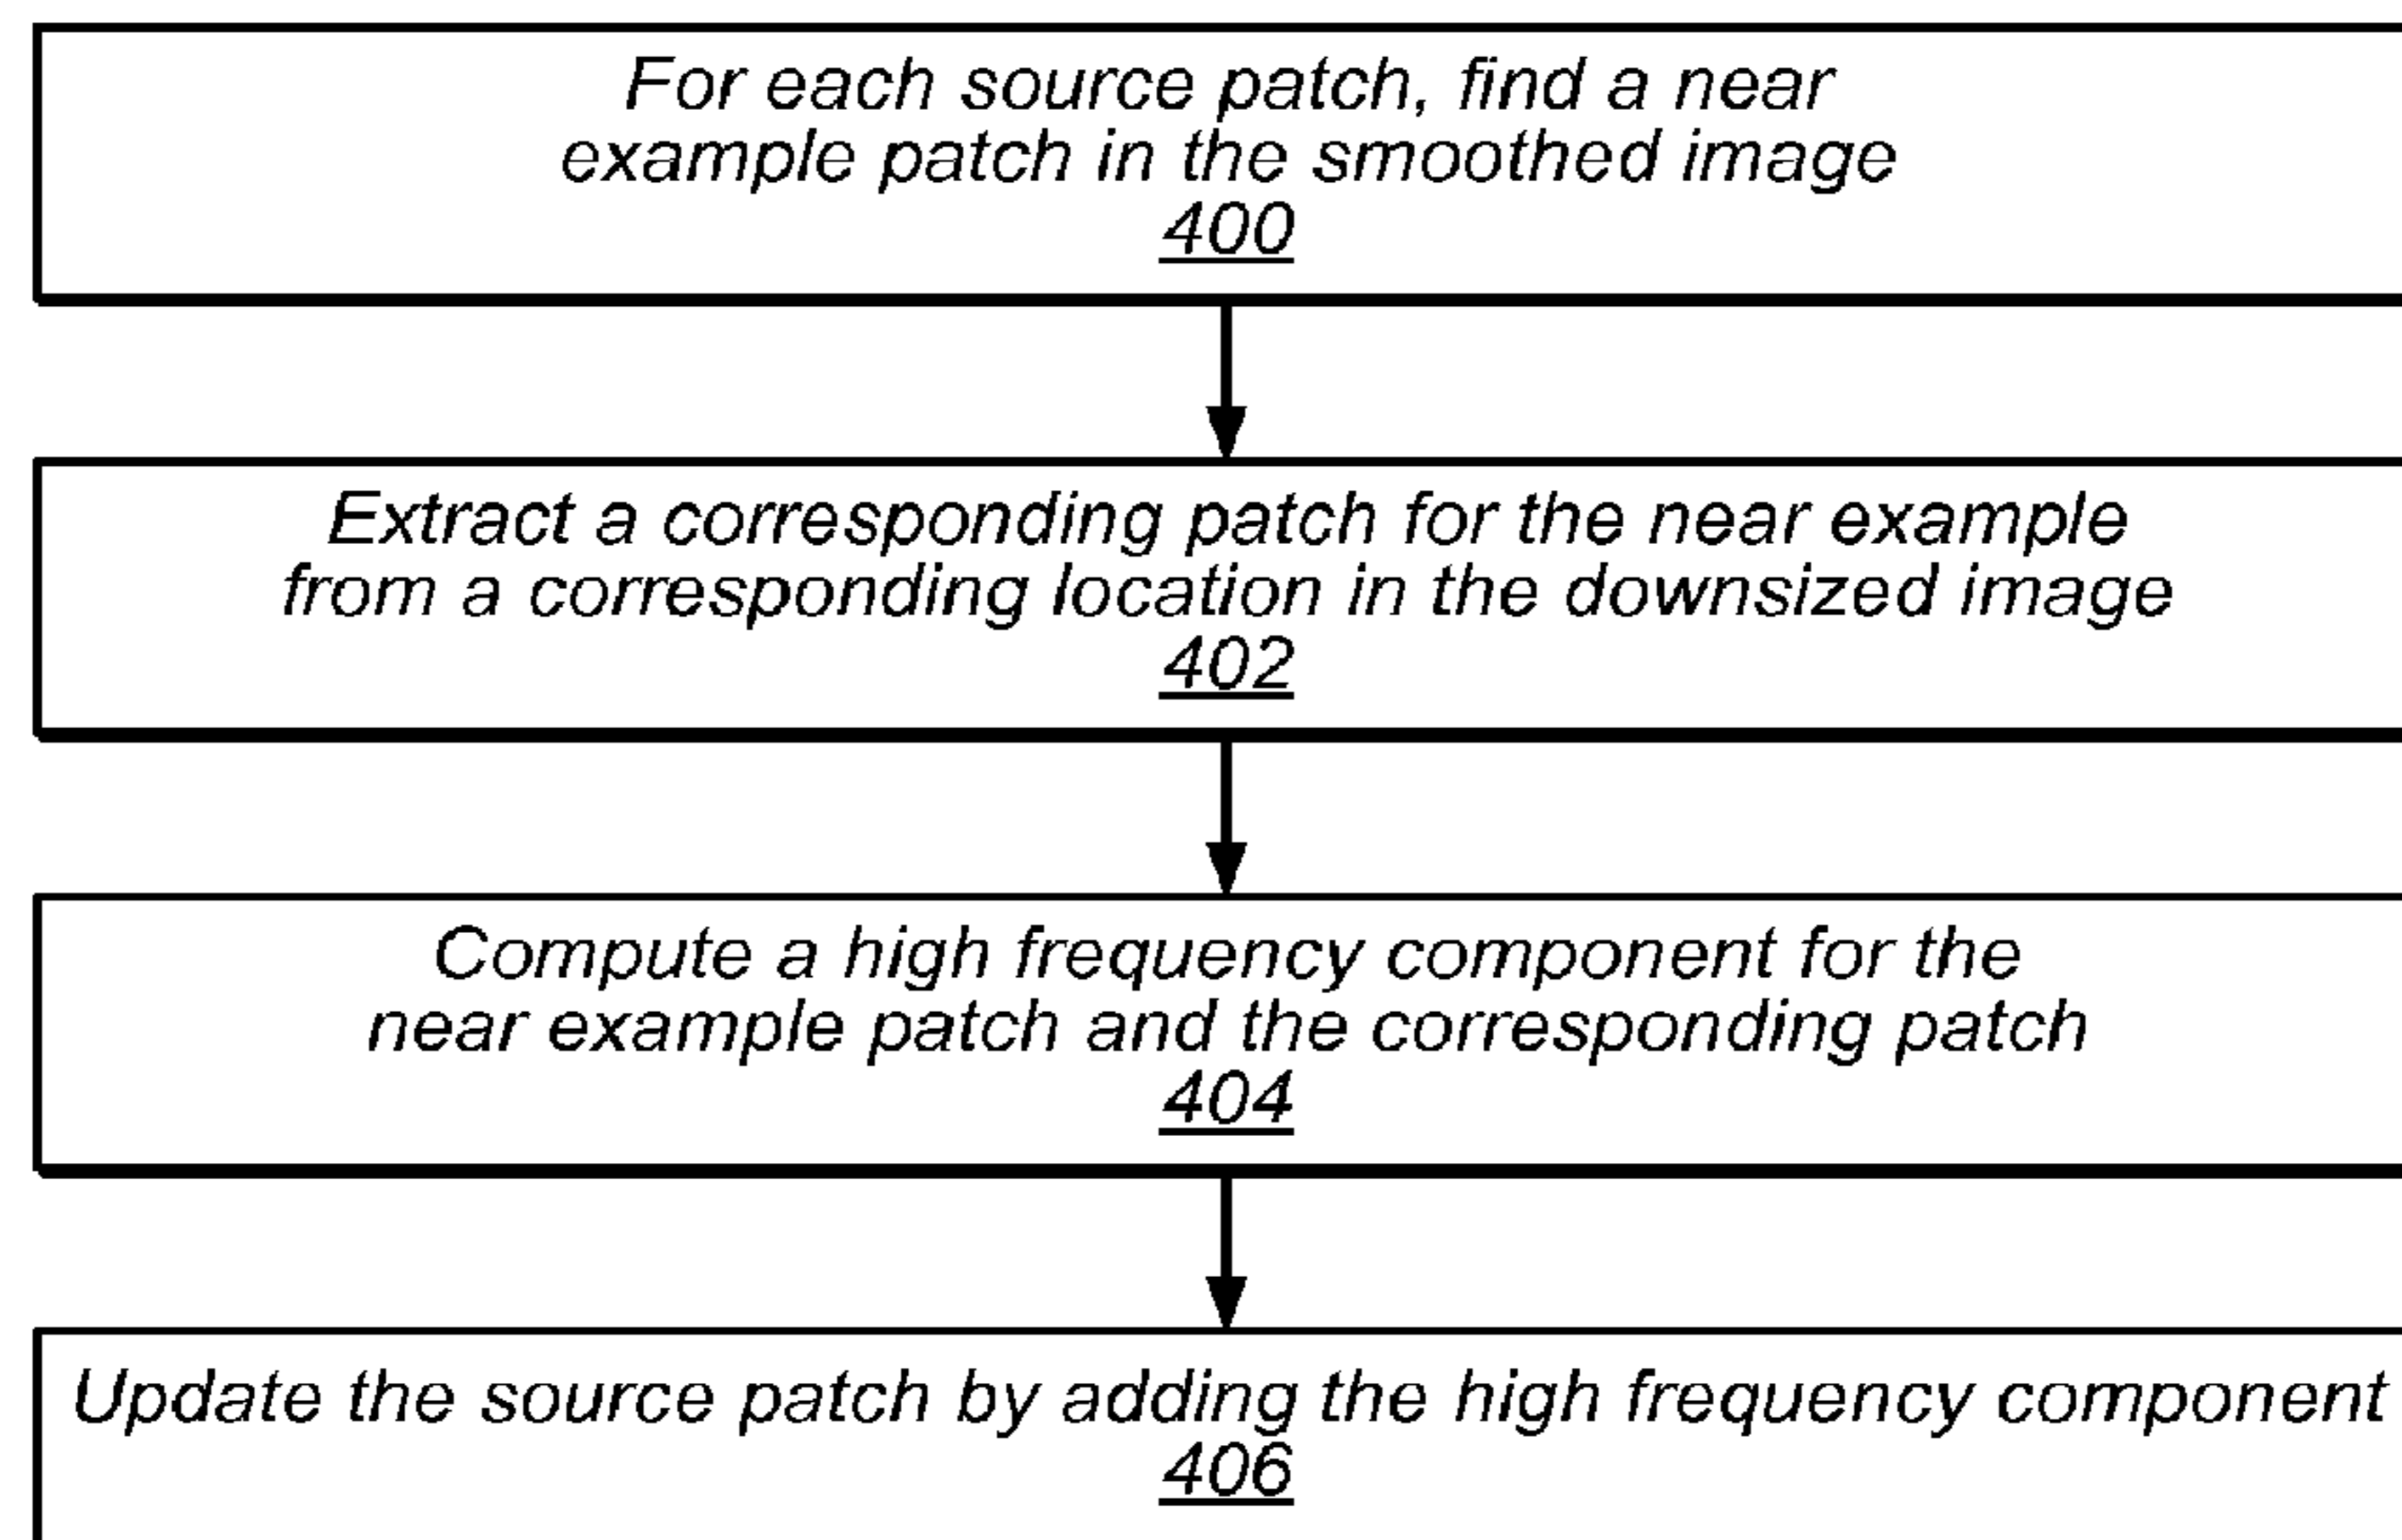 For each source patch, find a near
example patch in the smoothed image
400
Extract a corresponding patch for the near example
from a corresponding location in the downsized image
402
Compute a high frequency component for the
near example patch and the corresponding patch
404
Update the source patch by adding the high frequency component
406